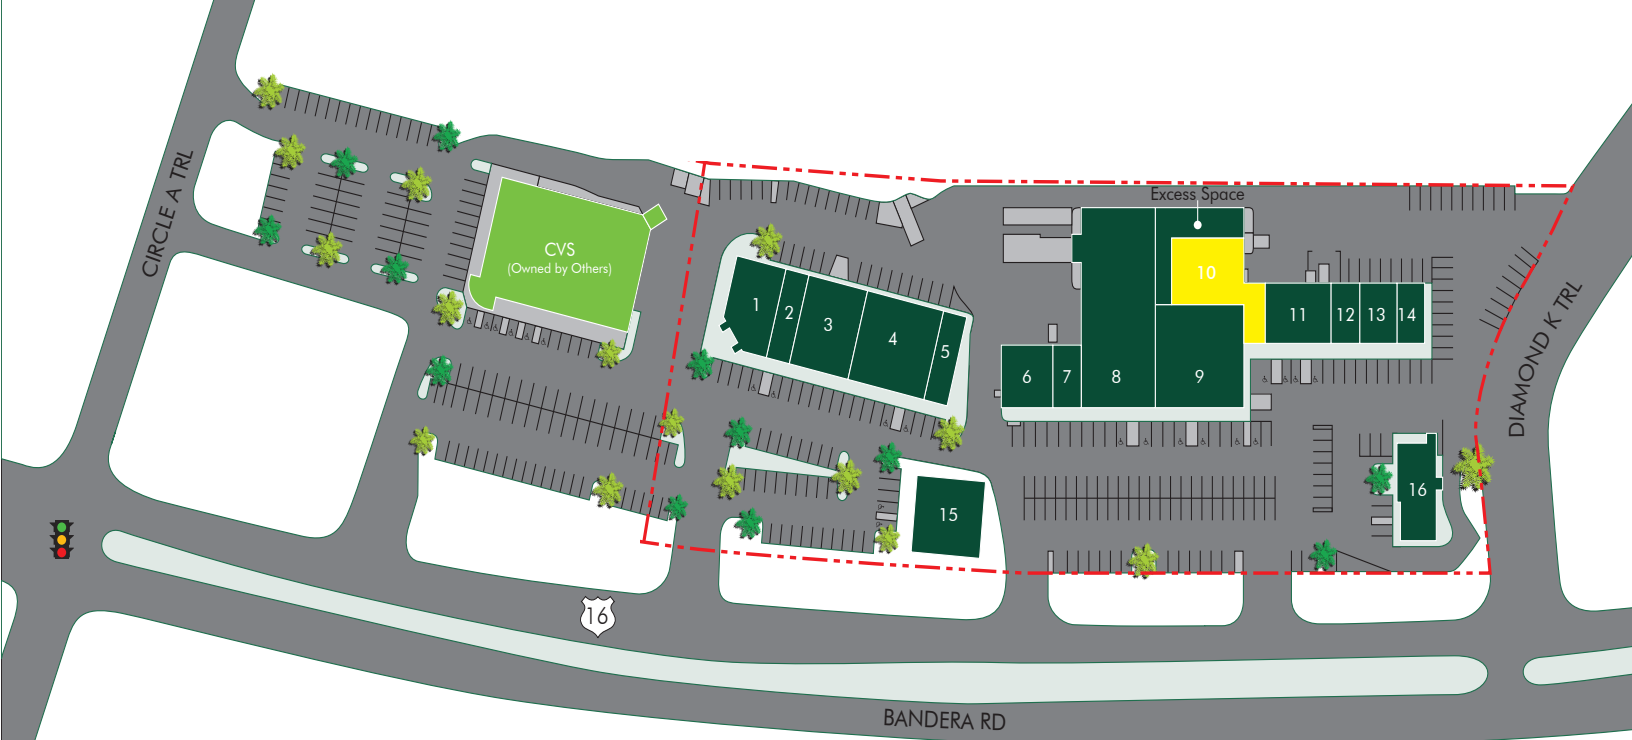 CIRCLE A TRL
CVS
(Owned by Others)
Excess Space
10
1
2
3
4
5
6
7
8
9
11
12
13
14
15
16
DIAMOND K TRL
16
BANDERA RD